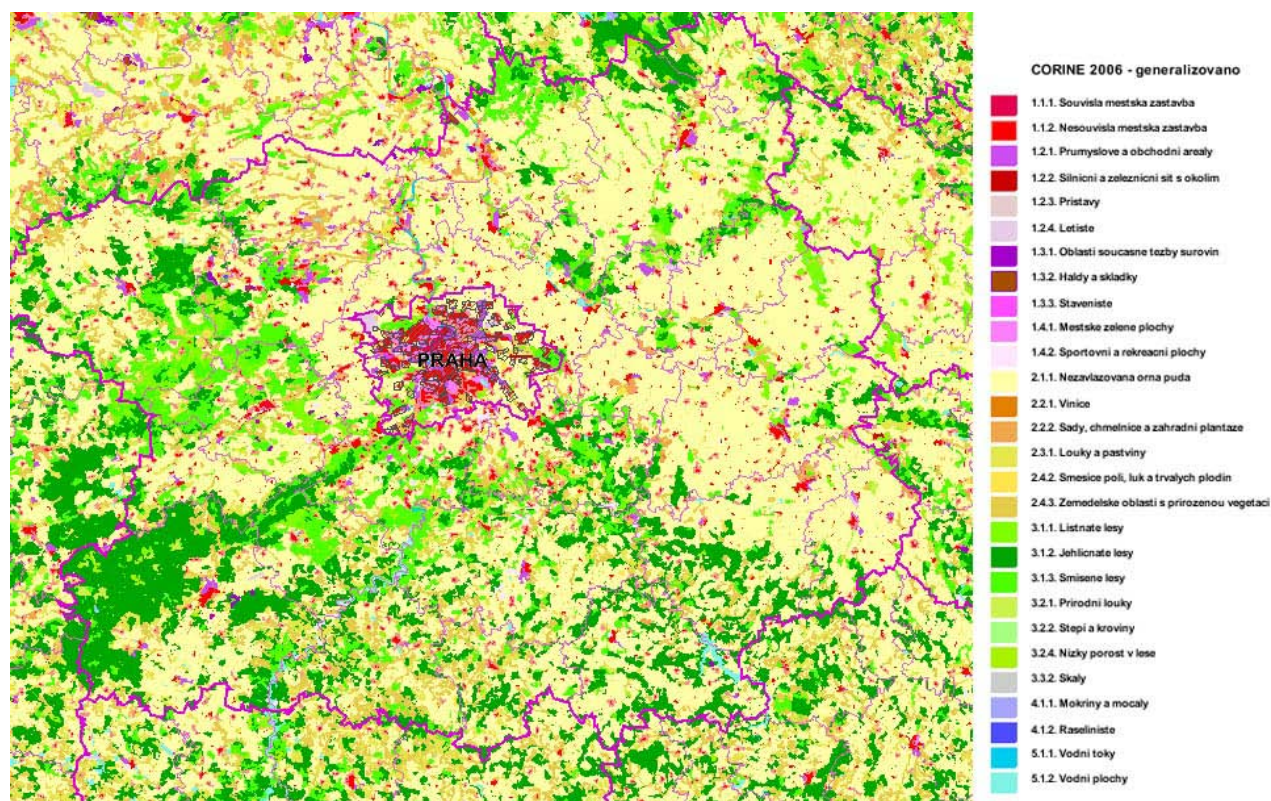 CORINE 2006 - generalizovano
1.1.1. Souvisla mestska zastavba
1.1.2. Nesouvisla mestska zastavba
1.2.1. Prumyslove a obchodni arealy
1.2.2. Silnicni a zeleznicni sit s okolim
1.2.3. Pristavy
1.2.4. Letiste
1.3.1. Oblasti soucasne tezby surovin
1.3.2. Haldy a skladky
1.3.3. Staveniste
1.4.1. Mestske zelene plochy
1.4.2. Sportovni a rekreacni plochy
2.1.1. Nezavlazovana orna puda
2.2.1. Vinice
2.2.2. Sady, chmelnice a zahradni plantaze
2.3.1. Louky a pastviny
2.4.2. Smesice poli, luk a trvalych plodin
2.4.3. Zemedelske oblasti s prirozenou vegetaci
3.1.1. Listnate lesy
3.1.2. Jehlicnate lesy
3.1.3. Smisene lesy
3.2.1. Prirodni louky
3.2.2. Stepi a kroviny
3.2.4. Nizky porost v lese
3.3.2. Skaly
4.1.1. Mokriny a mocaly
4.1.2. Raseliniste
5.1.1. Vodni toky
5.1.2. Vodni plochy
PRAHA